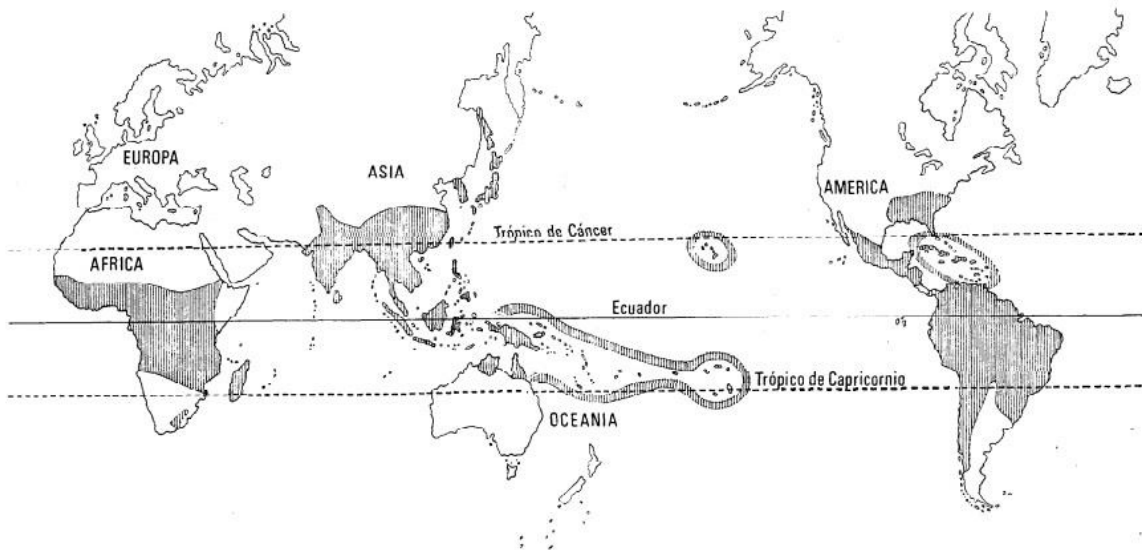 EUROPA
ASIA
AMERICA
Trópico de Cáncer
AFRICA
Ecuador
Trópico de Capricornio
OCEANIA